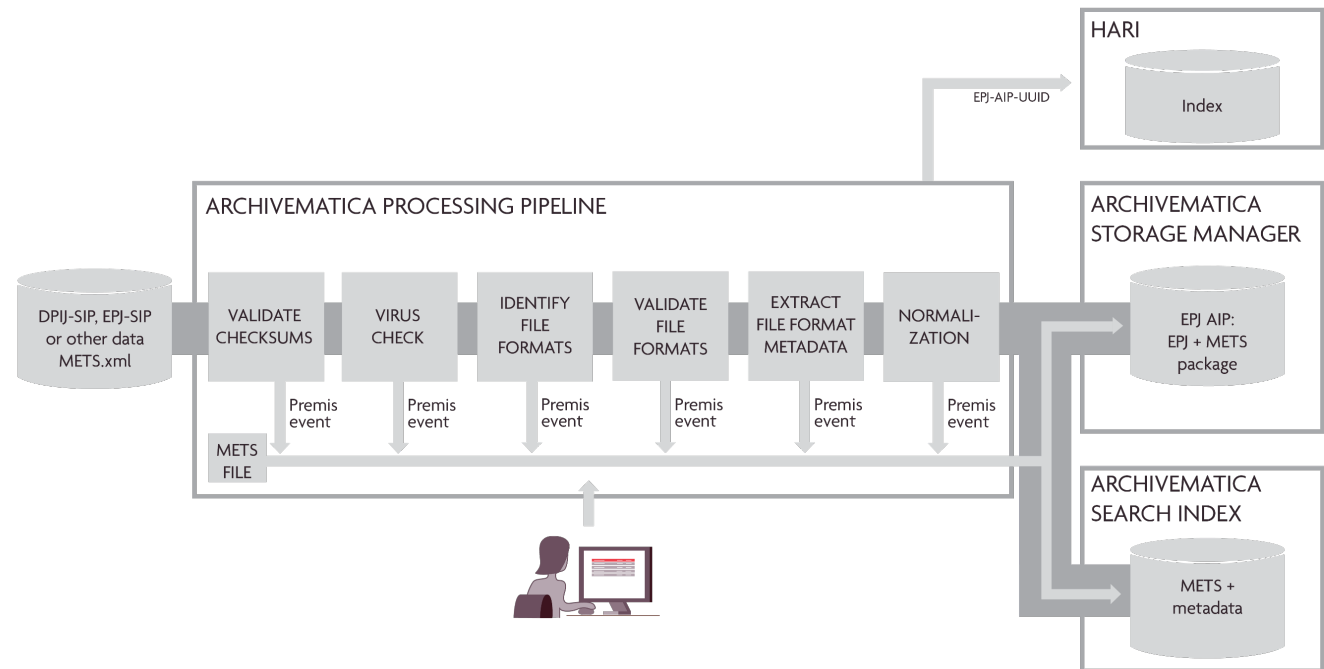 HARI
Index
EPJ-AIP-UUID
ARCHIVEMATICA PROCESSING PIPELINE
ARCHIVEMATICA
STORAGE MANAGER
DPIJ-SIP, EPJ-SIP
or other data
METS.xml
VALIDATE
CHECKSUMS
VIRUS
CHECK
IDENTIFY
FILE
FORMATS
VALIDATE
FILE
FORMATS
EXTRACT
FILE FORMAT
METADATA
NORMALI-
ZATION
EPJ AIP:
EPJ + METS
package
Premis
event
Premis
event
Premis
event
Premis
event
Premis
event
Premis
event
METS
FILE
ARCHIVEMATICA
SEARCH INDEX
METS +
metadata